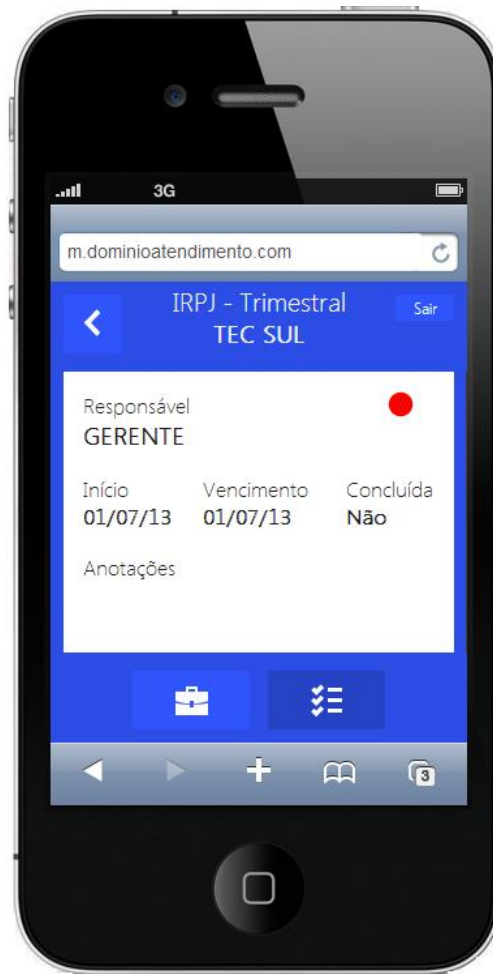 3G
m.dominioatendimento.com
IRPJ - Trimestral
Sair
TEC SUL
Responsável
GERENTE
Início Vencimento Concluída
01/07/13 01/07/13 Não
Anotações
3